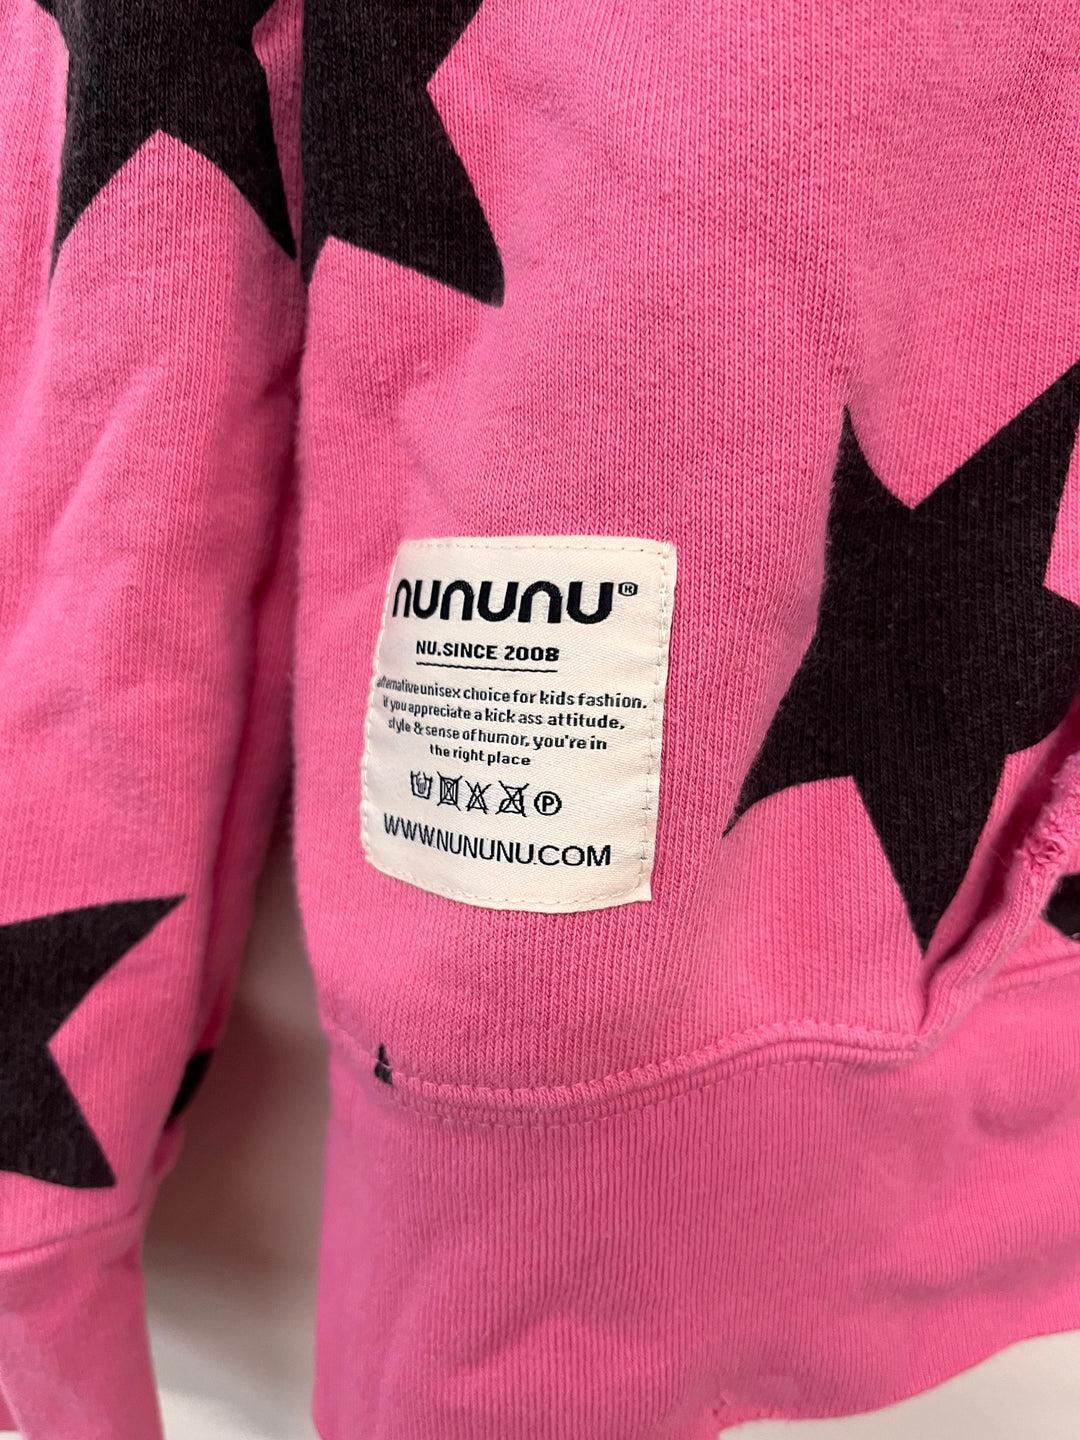 nununu®
NU.SINCE 2008
alternative unisex choice for kids fashion.
if you appreciate a kick ass attitude,
style & sense of humor, you're in
the right place
P
WWW.NUNUNU.COM